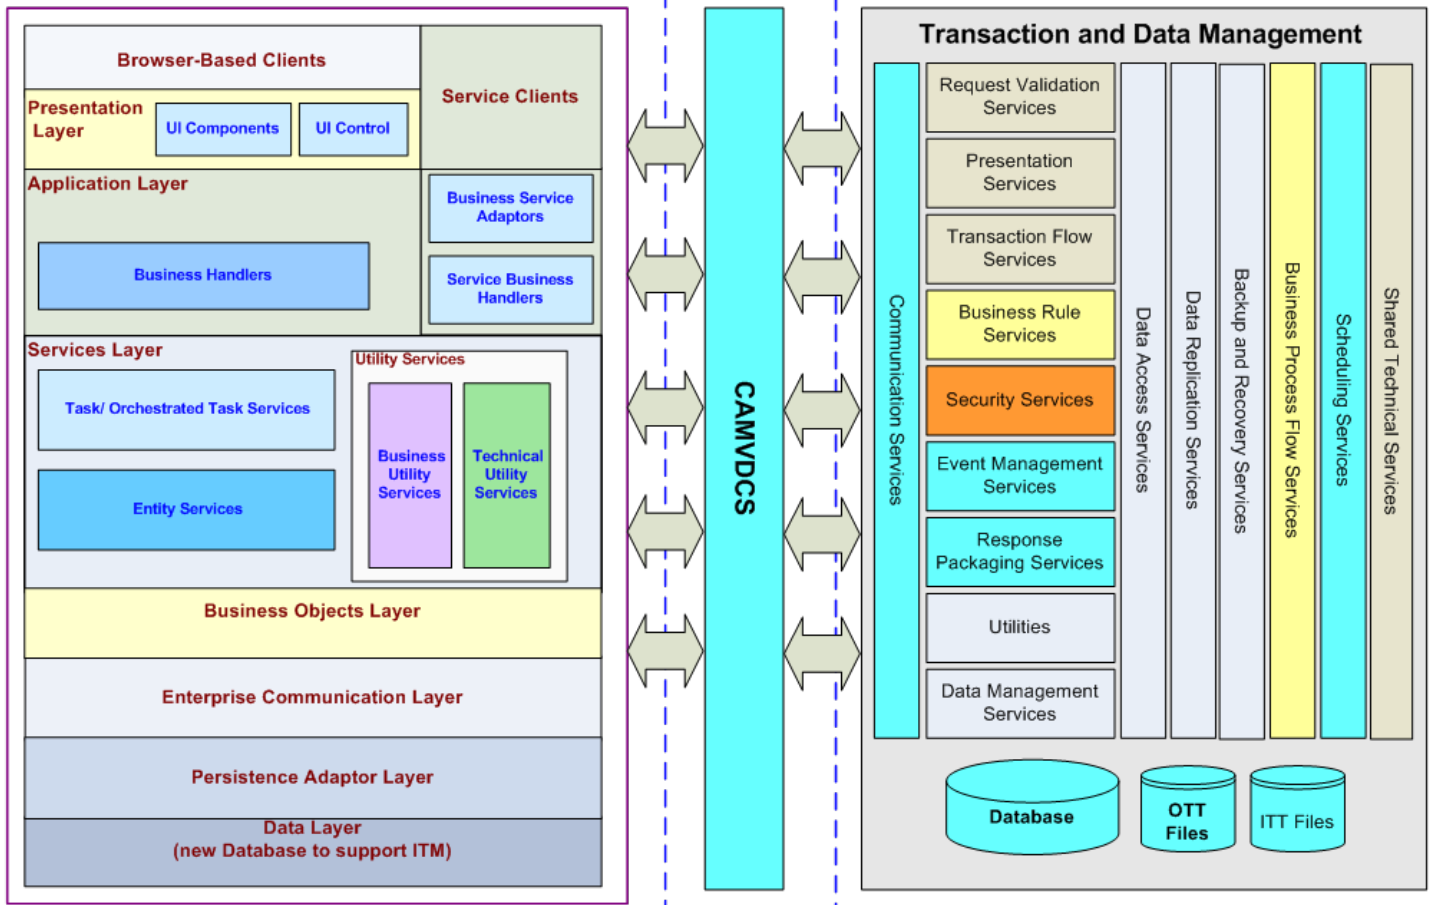 Browser-Based Clients
Service Clients
Presentation
Layer
UI Components
UI Control
Application Layer
Business Service
Adaptors
Business Handlers
Service Business
Handlers
Services Layer
Utility Services
Task/ Orchestrated Task Services
Entity Services
Business
Utility
Services
Technical
Utility
Services
Business Objects Layer
Enterprise Communication Layer
Persistence Adaptor Layer
Data Layer
(new Database to support ITM)
CAMVDCS
Transaction and Data Management
Communication Services
Request Validation
Services
Presentation
Services
Transaction Flow
Services
Business Rule
Services
Security Services
Event Management
Services
Response
Packaging Services
Utilities
Data Management
Services
Data Access Services
Data Replication Services
Backup and Recovery Services
Business Process Flow Services
Scheduling Services
Shared Technical Services
Database
OTT
Files
ITT Files